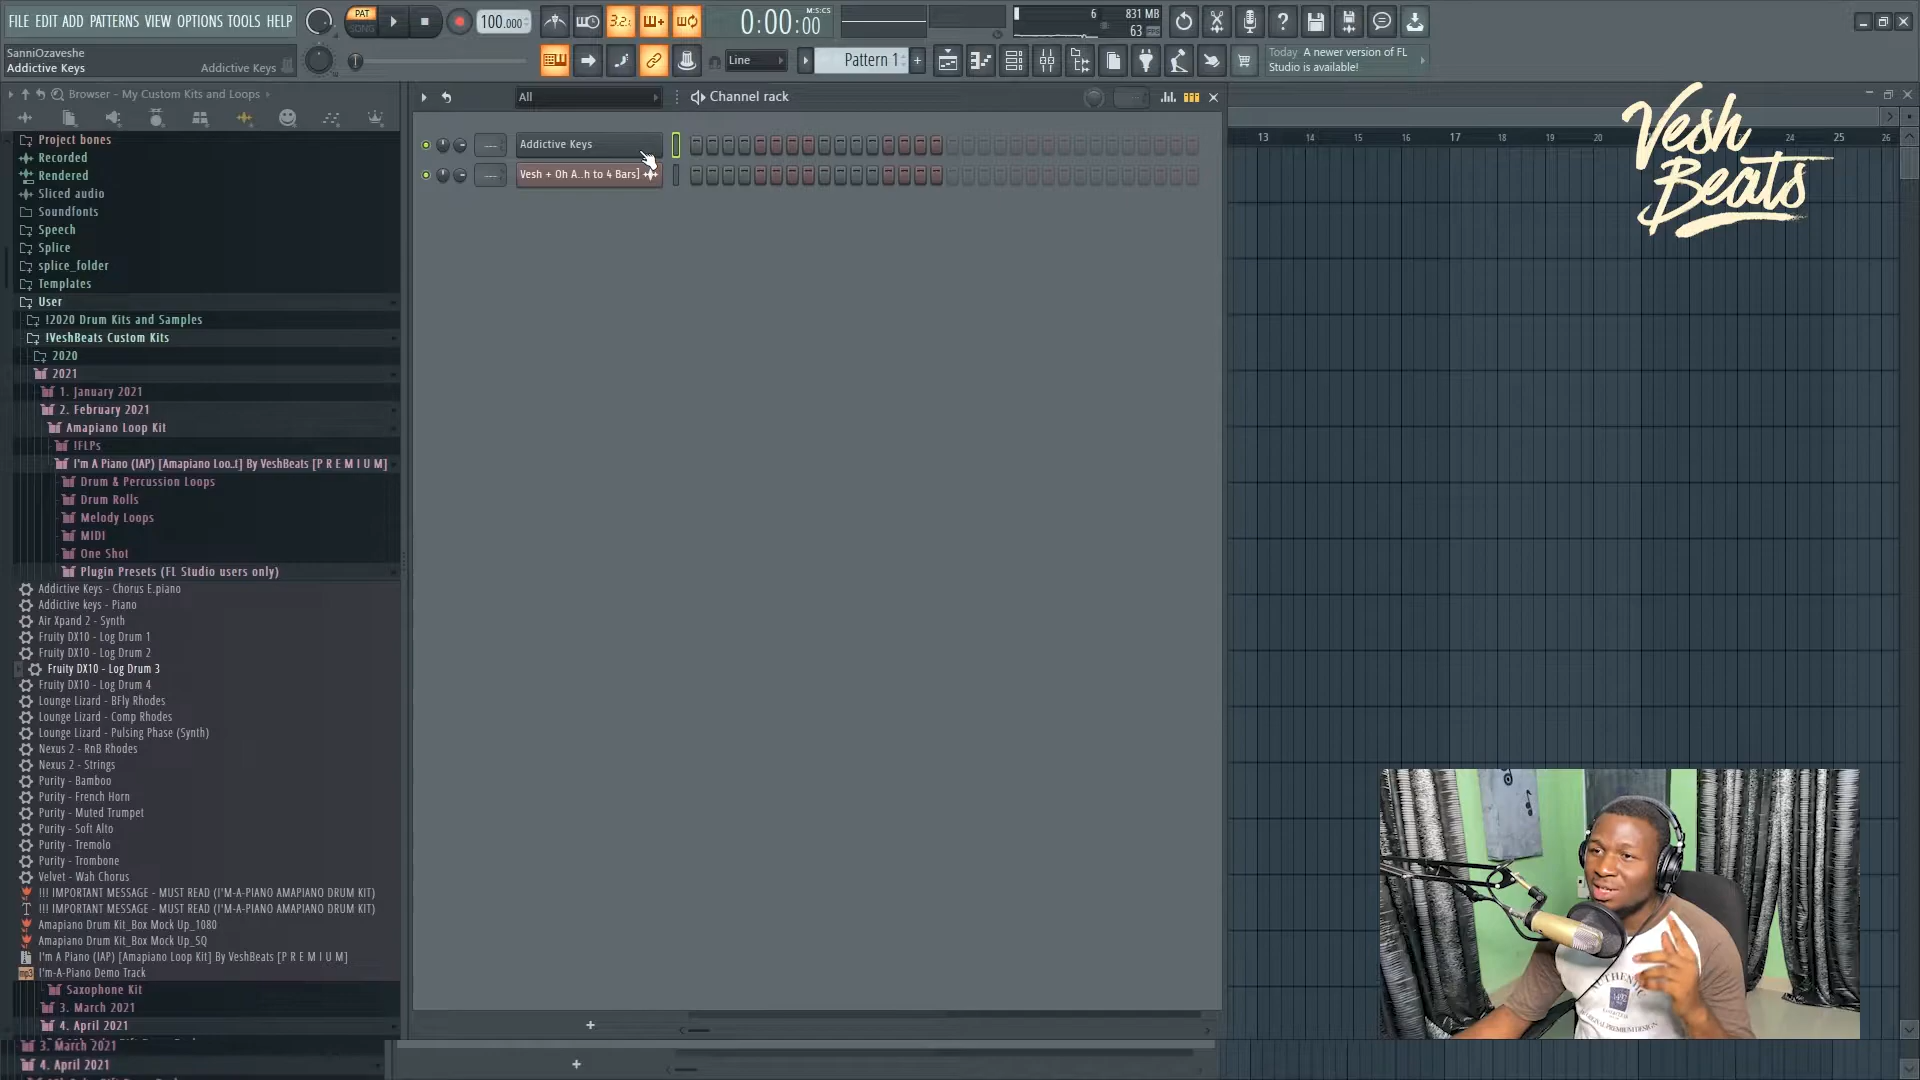 FILE EDIT ADD PATTERNS VIEW OPTIONS TOOLS HELP
PAT
SONG
100.000
3.2.
0:00:00
M:S:CS
6
831 MB
63
SanniOzaveshe
Addictive Keys
Addictive Keys
Line
Pattern 1
+
Today A newer version of FL
Studio is available!
Browser - My Custom Kits and Loops
All
Channel rack
Project bones
Recorded
Rendered
Sliced audio
Soundfonts
Speech
Splice
splice_folder
Templates
User
!2020 Drum Kits and Samples
!VeshBeats Custom Kits
2020
2021
1. January 2021
2. February 2021
Amapiano Loop Kit
!FLPs
I'm A Piano (IAP) [Amapiano Loo..t] By VeshBeats [P R E M I U M]
Drum & Percussion Loops
Drum Rolls
Melody Loops
MIDI
One Shot
Plugin Presets (FL Studio users only)
Addictive Keys - Chorus E.piano
Addictive keys - Piano
Air Xpand 2 - Synth
Fruity DX10 - Log Drum 1
Fruity DX10 - Log Drum 2
Fruity DX10 - Log Drum 3
Fruity DX10 - Log Drum 4
Lounge Lizard - BFly Rhodes
Lounge Lizard - Comp Rhodes
Lounge Lizard - Pulsing Phase (Synth)
Nexus 2 - RnB Rhodes
Nexus 2 - Strings
Purity - Bamboo
Purity - French Horn
Purity - Muted Trumpet
Purity - Soft Alto
Purity - Tremolo
Purity - Trombone
Velvet - Wah Chorus
!!! IMPORTANT MESSAGE - MUST READ (I'M-A-PIANO AMAPIANO DRUM KIT)
!!! IMPORTANT MESSAGE - MUST READ (I'M-A-PIANO AMAPIANO DRUM KIT)
Amapiano Drum Kit_Box Mock Up_1080
Amapiano Drum Kit_Box Mock Up_SQ
I'm A Piano (IAP) [Amapiano Loop Kit] By VeshBeats [P R E M I U M]
mp3 I'm-A-Piano Demo Track
Saxophone Kit
3. March 2021
4. April 2021
3. March 2021
4. April 2021
Addictive Keys
Vesh + Oh A..h to 4 Bars]
+
+
13 14 15 16 17 18 19 20 24 25 26
Vesh
Beats
AUTHENTIC